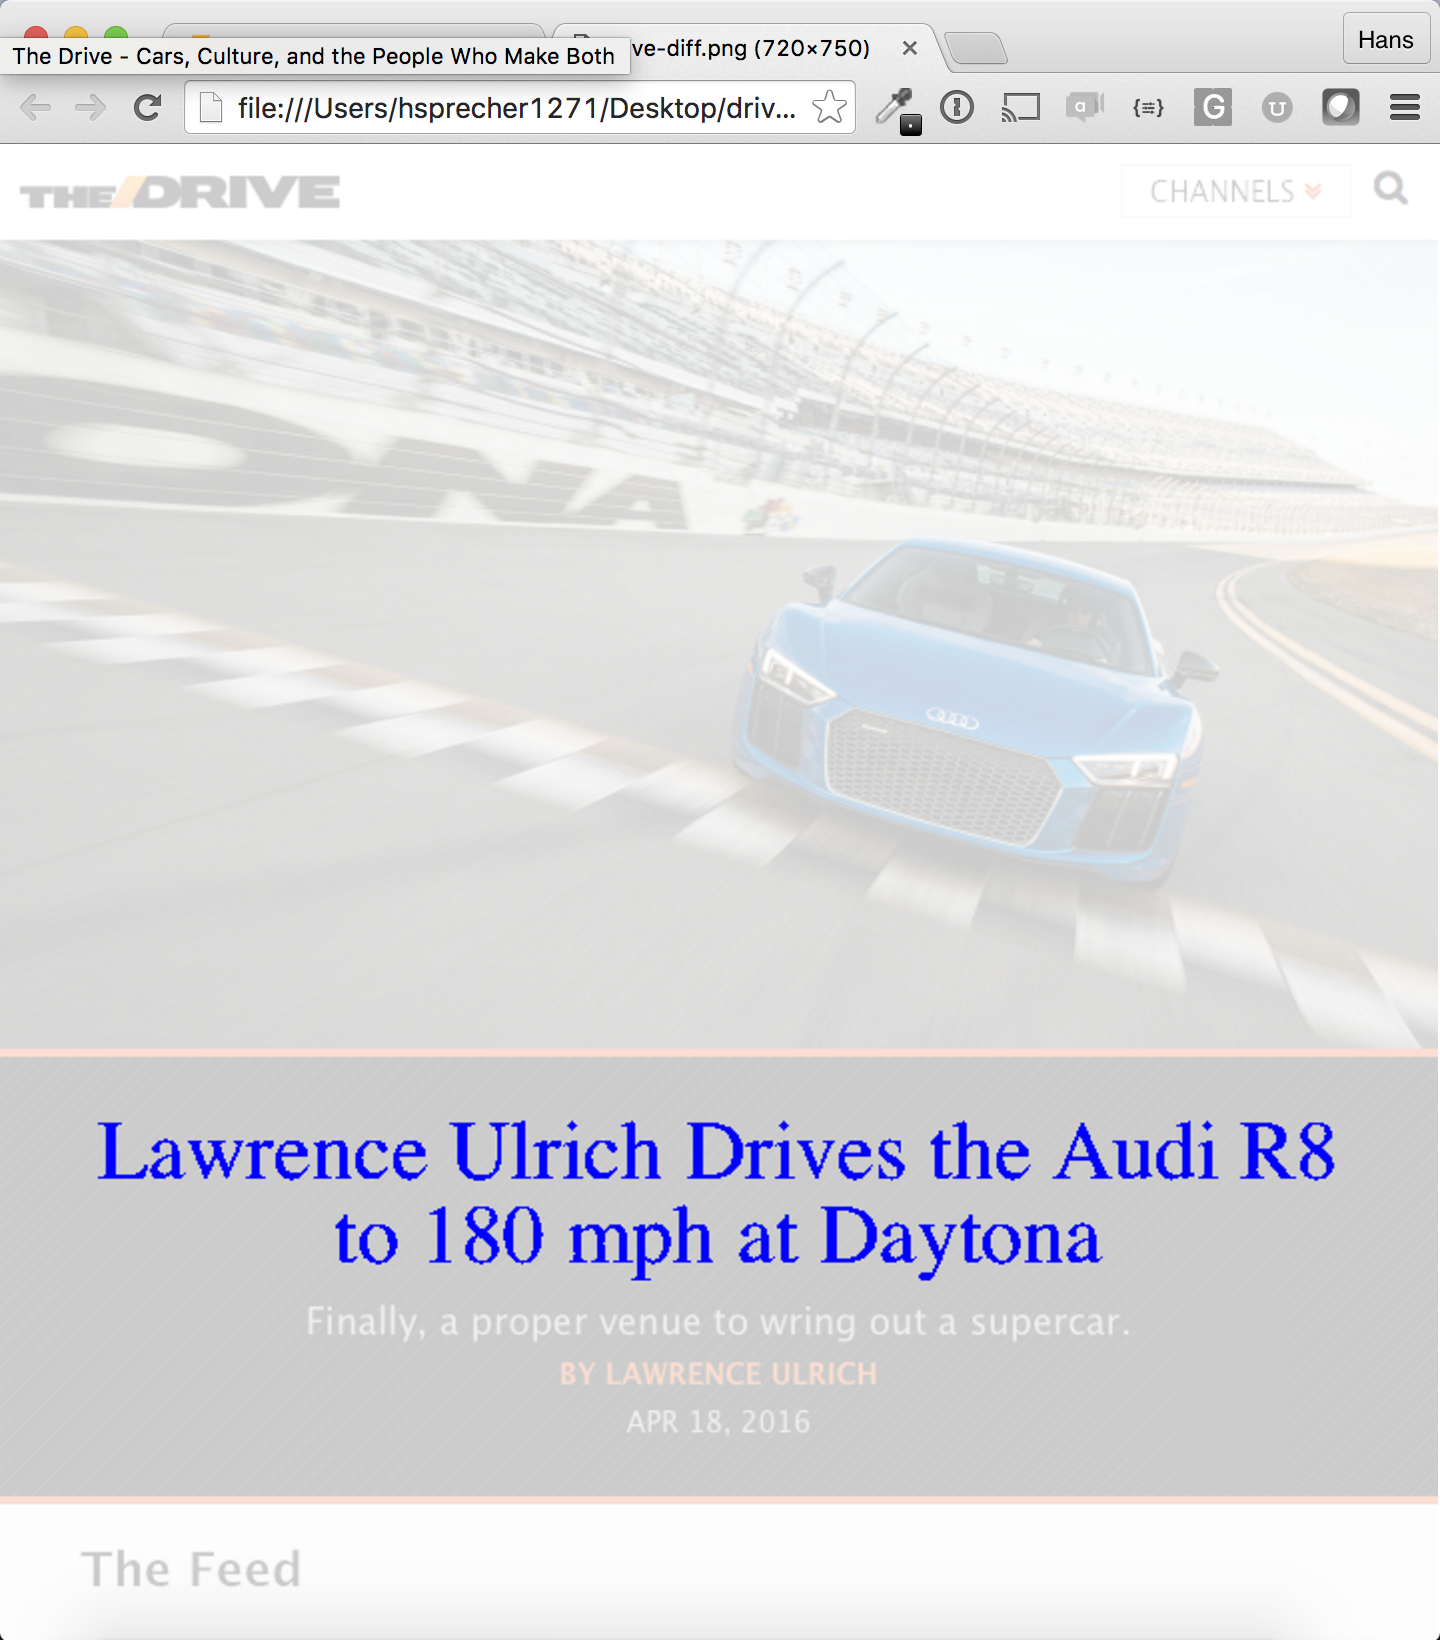 The Drive - Cars, Culture, and the People Who Make Both
ve-diff.png (720×750)
Hans
file:///Users/hsprecher1271/Desktop/driv...
THE DRIVE
CHANNELS
ONA
Lawrence Ulrich Drives the Audi R8
to 180 mph at Daytona
Finally, a proper venue to wring out a supercar.
BY LAWRENCE ULRICH
APR 18, 2016
The Feed